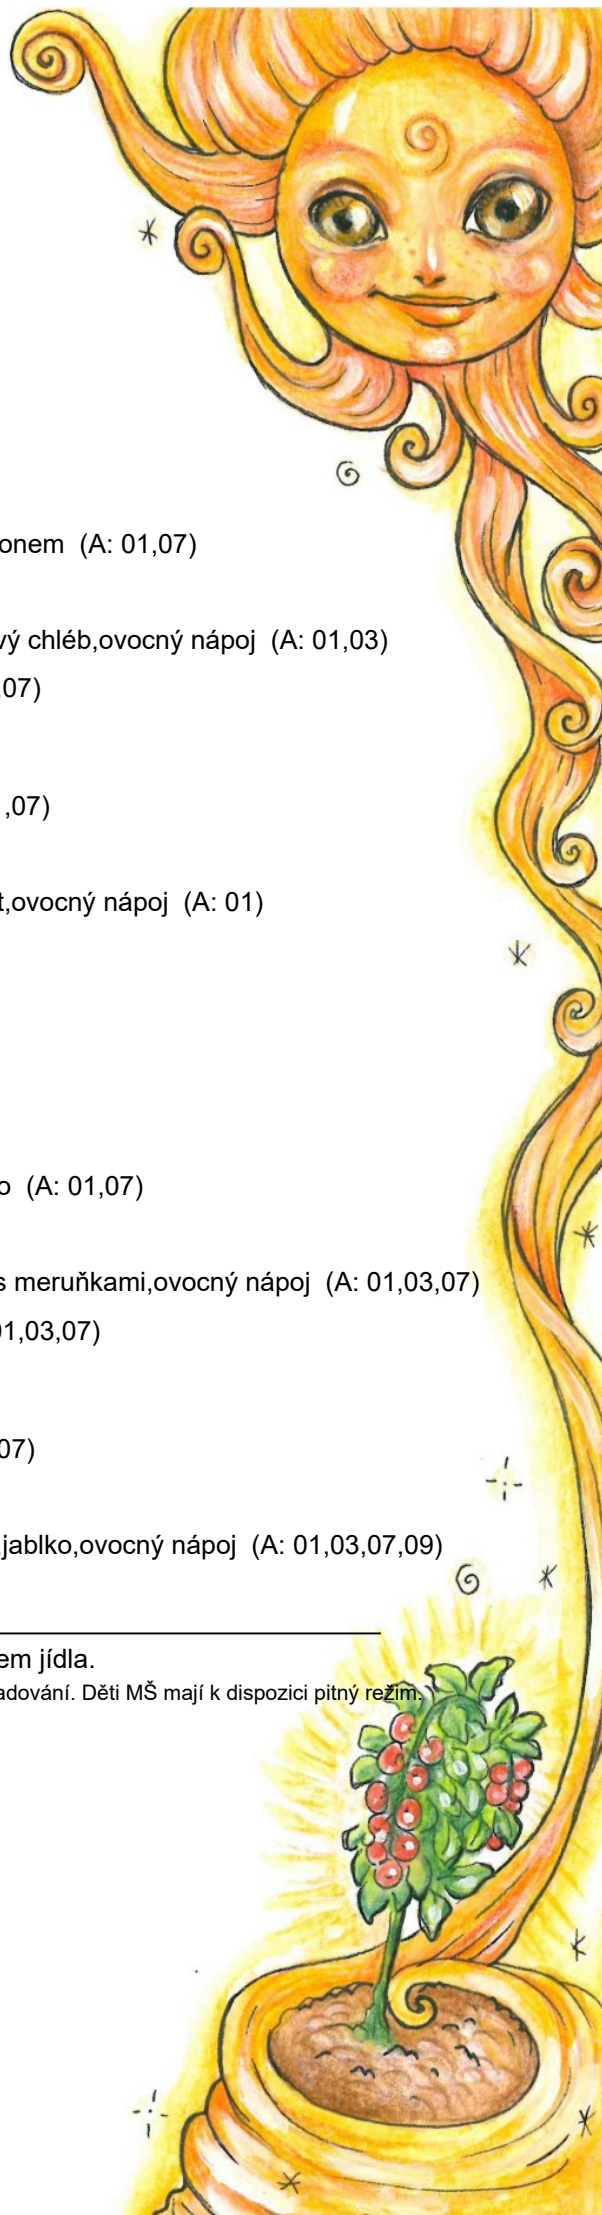 onem (A: 01,07)
vý chléb,ovocný nápoj (A: 01,03)
07)
,07)
t,ovocný nápoj (A: 01)
o (A: 01,07)
s meruňkami,ovocný nápoj (A: 01,03,07)
01,03,07)
07)
jablko,ovocný nápoj (A: 01,03,07,09)
em jídla.
adování. Děti MŠ mají k dispozici pitný režim.